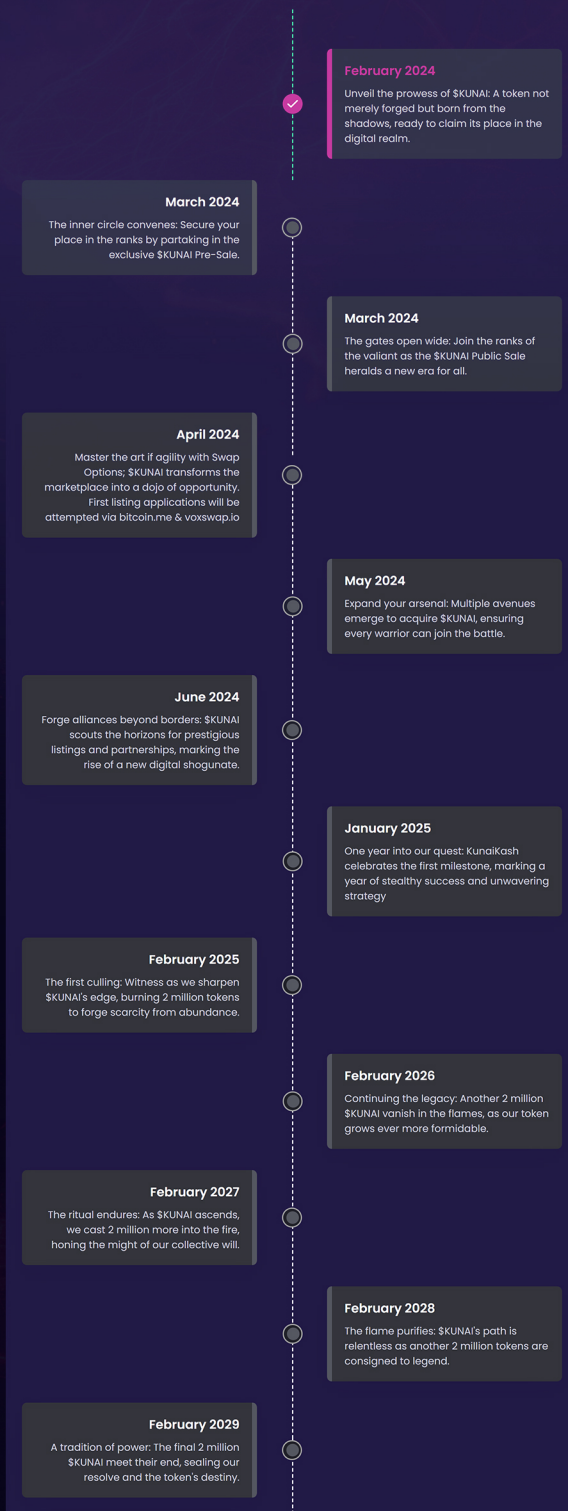 February 2024
Unveil the prowess of $KUNAI: A token not
merely forged but born from the
shadows, ready to claim its place in the
digital realm.
March 2024
The inner circle convenes: Secure your
place in the ranks by partaking in the
exclusive $KUNAI Pre-Sale.
March 2024
The gates open wide: Join the ranks of
the valiant as the $KUNAI Public Sale
heralds a new era for all.
April 2024
Master the art if agility with Swap
Options; $KUNAI transforms the
marketplace into a dojo of opportunity.
First listing applications will be
attempted via bitcoin.me & voxswap.io
May 2024
Expand your arsenal: Multiple avenues
emerge to acquire $KUNAI, ensuring
every warrior can join the battle.
June 2024
Forge alliances beyond borders: $KUNAI
scouts the horizons for prestigious
listings and partnerships, marking the
rise of a new digital shogunate.
January 2025
One year into our quest: KunaiKash
celebrates the first milestone, marking a
year of stealthy success and unwavering
strategy
February 2025
The first culling: Witness as we sharpen
$KUNAI's edge, burning 2 million tokens
to forge scarcity from abundance.
February 2026
Continuing the legacy: Another 2 million
$KUNAI vanish in the flames, as our token
grows ever more formidable.
February 2027
The ritual endures: As $KUNAI ascends,
we cast 2 million more into the fire,
honing the might of our collective will.
February 2028
The flame purifies: $KUNAI's path is
relentless as another 2 million tokens are
consigned to legend.
February 2029
A tradition of power: The final 2 million
$KUNAI meet their end, sealing our
resolve and the token's destiny.